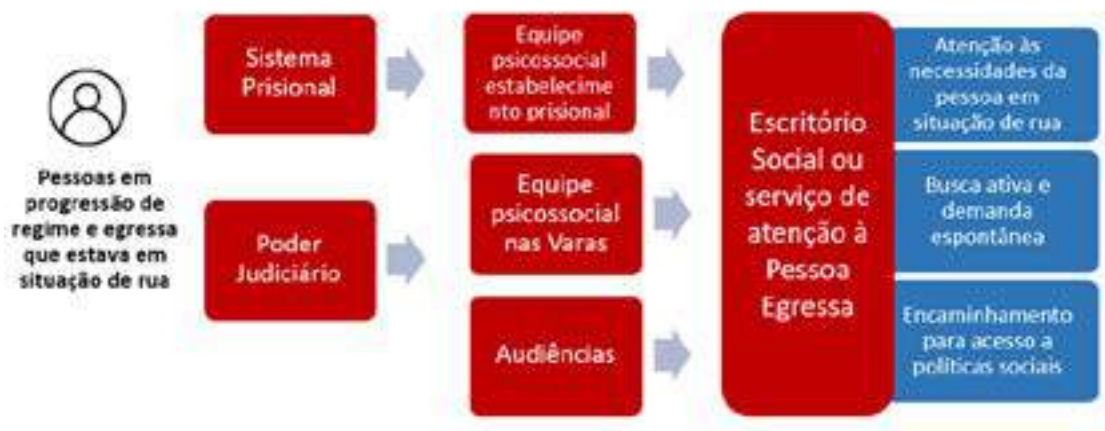 Pessoas em
progressão de
regime e egressa
que estava em
situação de rua
Sistema
Prisional
Poder
Judiciário
Equipe
psicossocial
estabelecime
nto prisional
Equipe
psicossocial
nas Varas
Audiências
Escritório
Social ou
serviço de
atenção à
Pessoa
Egressa
Atenção às
necessidades da
pessoa em
situação de rua
Busca ativa e
demanda
espontânea
Encaminhamento
para acesso a
políticas sociais